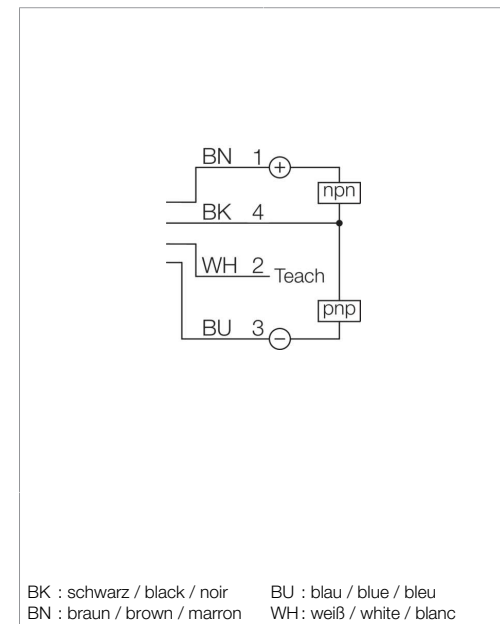 BN 1 +
npn
BK 4
WH 2 Teach
pnp
BU 3 −
BK : schwarz / black / noir BU : blau / blue / bleu
BN : braun / brown / marron WH : weiß / white / blanc